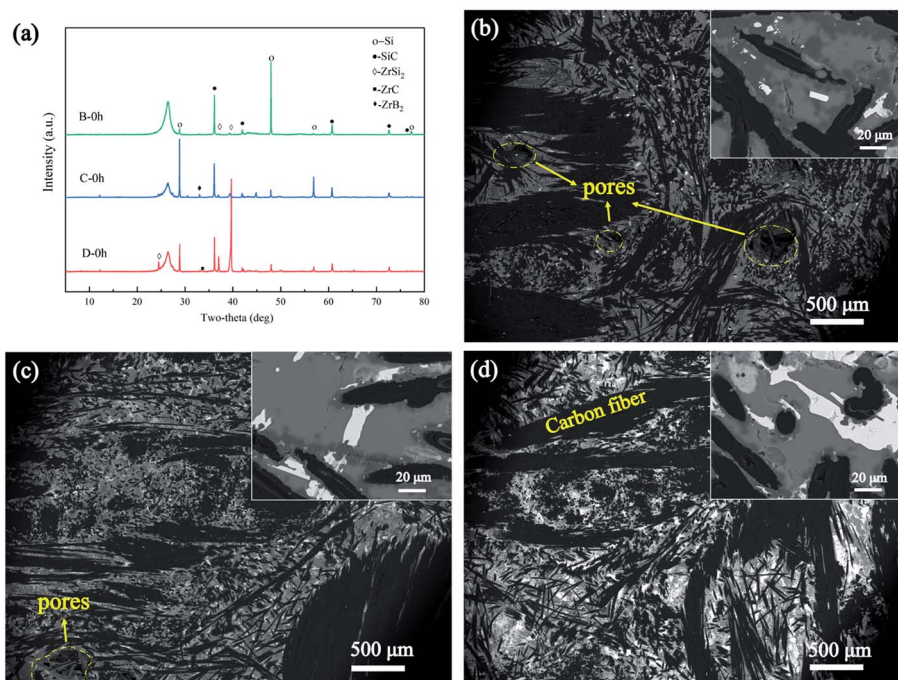 (a)
Intensity (a.u.)
o–Si
●-SiC
◇-ZrSi₂
■-ZrC
♦-ZrB₂
B-0h
C-0h
D-0h
10 20 30 40 50 60 70 80
Two-theta (deg)
(b)
20 μm
pores
500 μm
(c)
20 μm
pores
500 μm
(d)
Carbon fiber
20 μm
500 μm